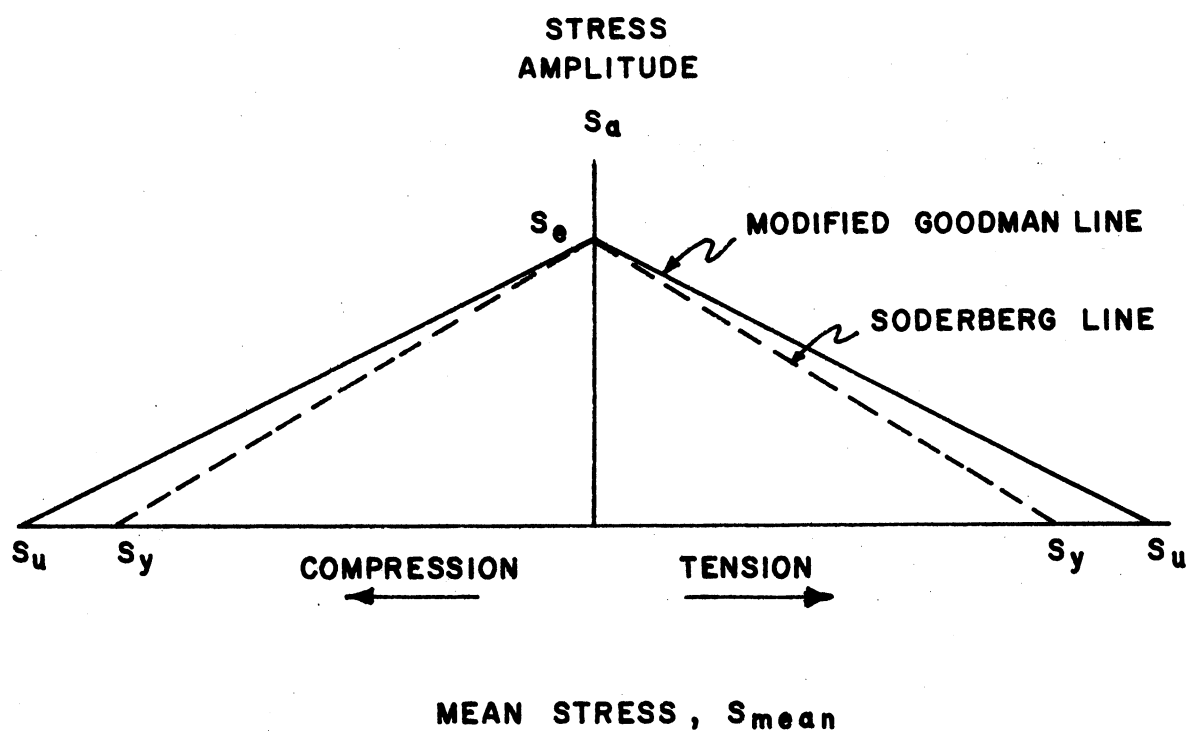 STRESS
AMPLITUDE
Sa
Se
MODIFIED GOODMAN LINE
SODERBERG LINE
Su
Sy
COMPRESSION
TENSION
Sy
Su
MEAN STRESS, Smean